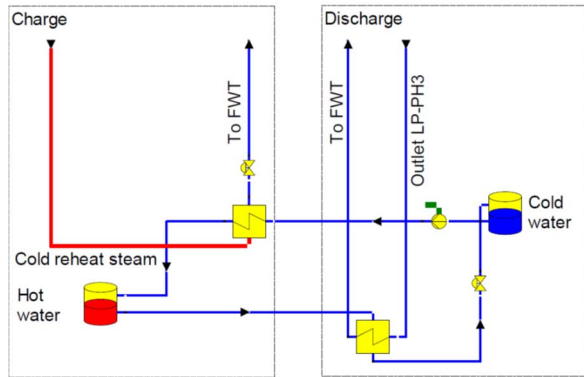 Charge
Discharge
To FWT
To FWT
Outlet LP-PH3
Cold
water
Cold reheat steam
Hot
water